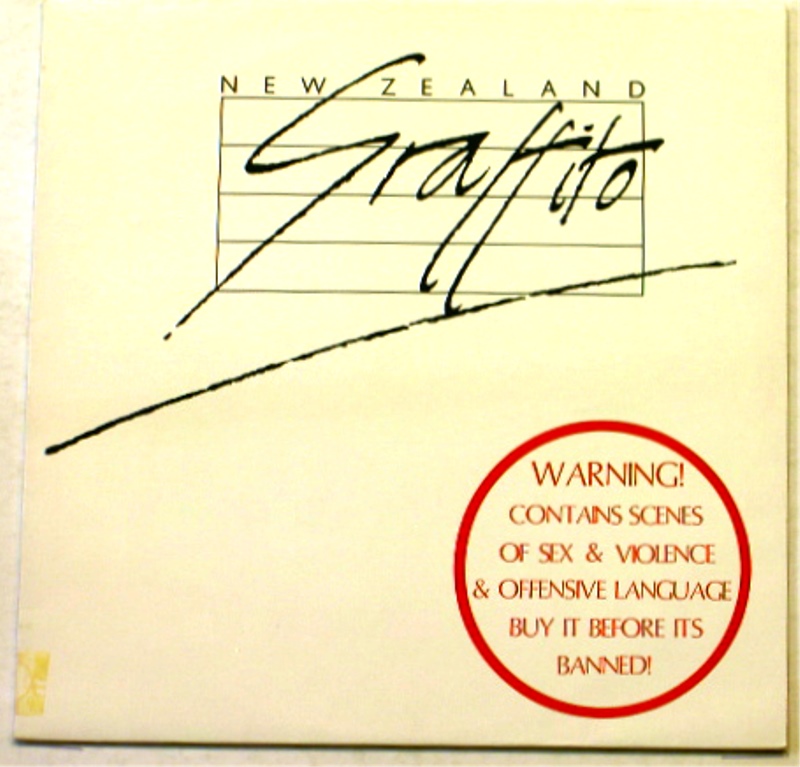 NEW ZEALAND
Graffito
WARNING!
CONTAINS SCENES
OF SEX & VIOLENCE
& OFFENSIVE LANGUAGE
BUY IT BEFORE ITS
BANNED!